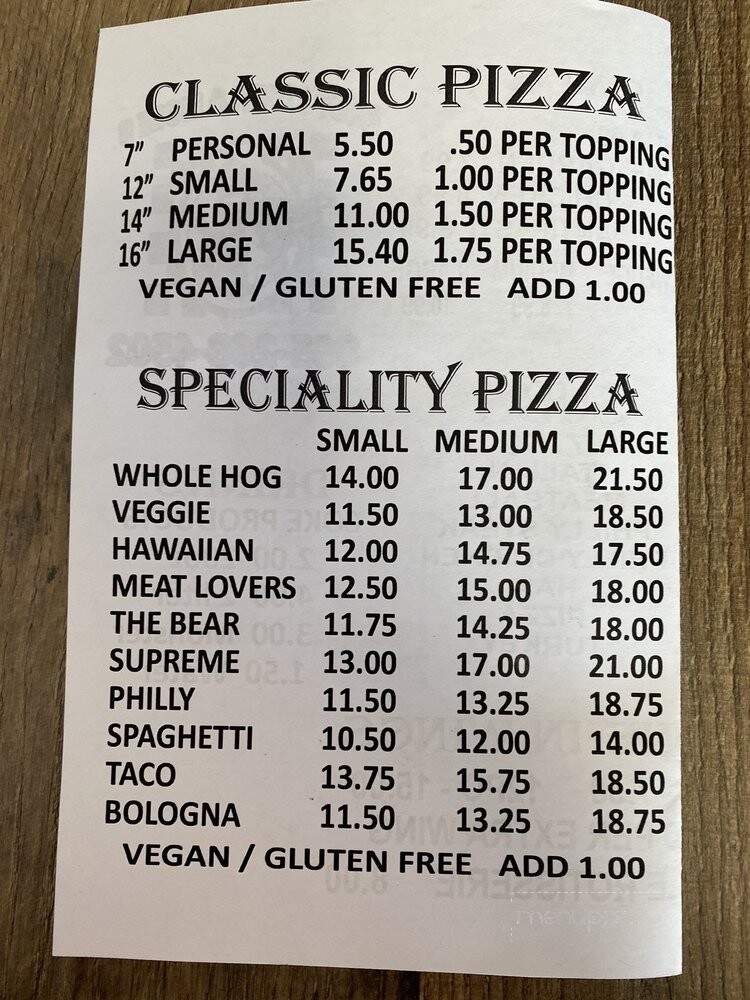 CLASSIC PIZZA
7" PERSONAL 5.50 .50 PER TOPPING
12" SMALL 7.65 1.00 PER TOPPING
14" MEDIUM 11.00 1.50 PER TOPPING
16" LARGE 15.40 1.75 PER TOPPING
VEGAN / GLUTEN FREE ADD 1.00
SPECIALITY PIZZA
SMALL MEDIUM LARGE
WHOLE HOG 14.00 17.00 21.50
VEGGIE 11.50 13.00 18.50
HAWAIIAN 12.00 14.75 17.50
MEAT LOVERS 12.50 15.00 18.00
THE BEAR 11.75 14.25 18.00
SUPREME 13.00 17.00 21.00
PHILLY 11.50 13.25 18.75
SPAGHETTI 10.50 12.00 14.00
TACO 13.75 15.75 18.50
BOLOGNA 11.50 13.25 18.75
VEGAN / GLUTEN FREE ADD 1.00